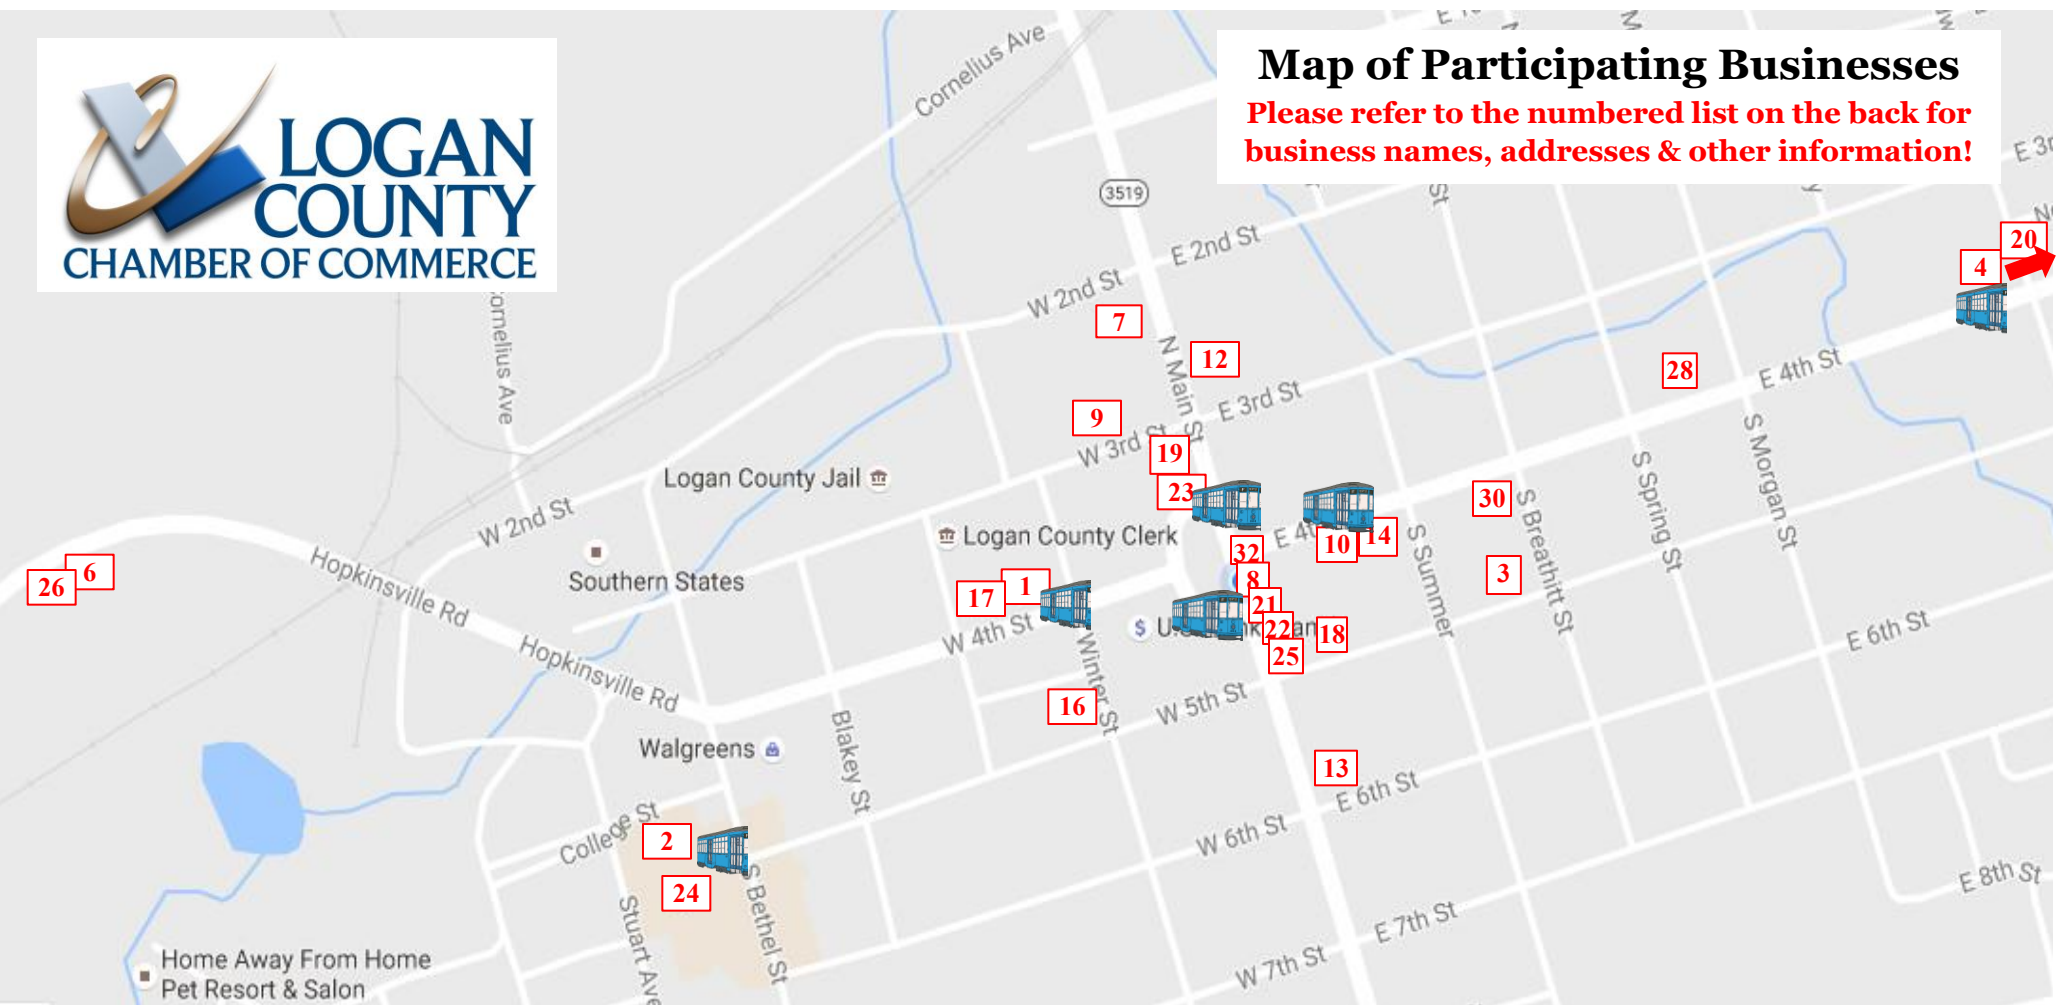 LOGAN
COUNTY
CHAMBER OF COMMERCE
Map of Participating Businesses
Please refer to the numbered list on the back for
business names, addresses & other information!
Cornelius Ave
3519
E 3r
St
E 2nd St
W 2nd St
20
4
7
N Main St
12
28
E 4th St
ornelius Ave
E 3rd St
9
W 3rd St
19
S Morgan St
Logan County Jail
23
30
S Breathitt St
S Spring St
W 2nd St
Logan County Clerk
E 4t
10
14
S Summer
32
Hopkinsville Rd
Southern States
6
26
8
3
1
17
21
W 4th St
$
22
18
25
E 6th St
Hopkinsville Rd
Winter St
16
W 5th St
Blakey St
Walgreens
13
E 6th St
College St
W 6th St
2
24
S Bethel St
Stuart Ave
E 8th St
E 7th St
W 7th St
Home Away From Home
Pet Resort & Salon